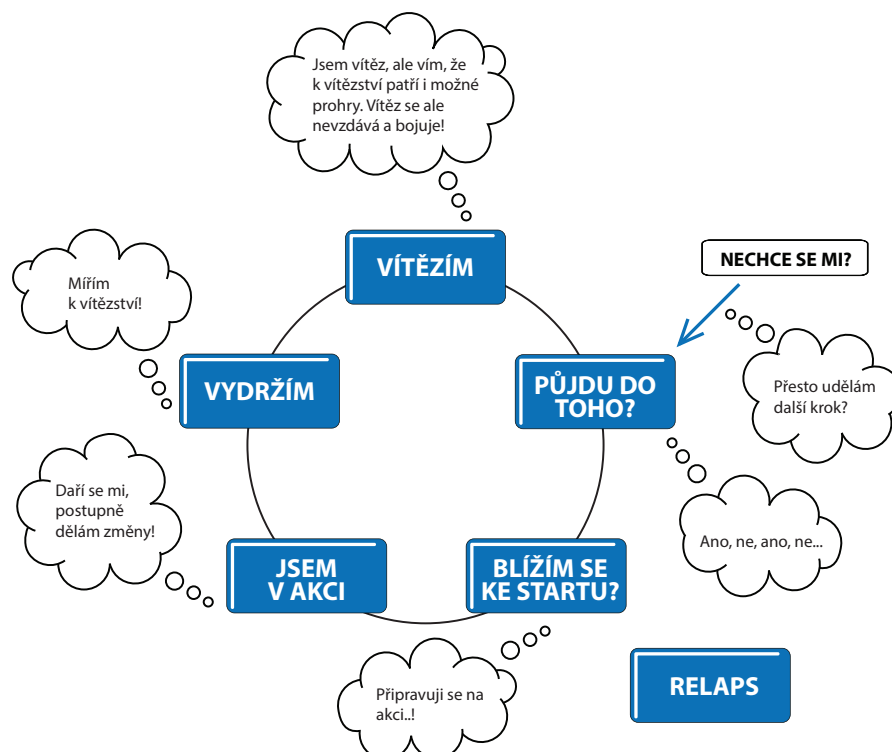 Jsem vítěz, ale vím, že
k vítězství patří i možné
prohry. Vítěz se ale
nevzdává a bojuje!
VÍTĚZÍM
NECHCE SE MI?
Mířím
k vítězství!
VYDRŽÍM
PŮJDU DO
TOHO?
Přesto udělám
další krok?
Daří se mi,
postupně
dělám změny!
Ano, ne, ano, ne...
JSEM
V AKCI
BLÍŽÍM SE
KE STARTU?
Připravuji se na
akci..!
RELAPS